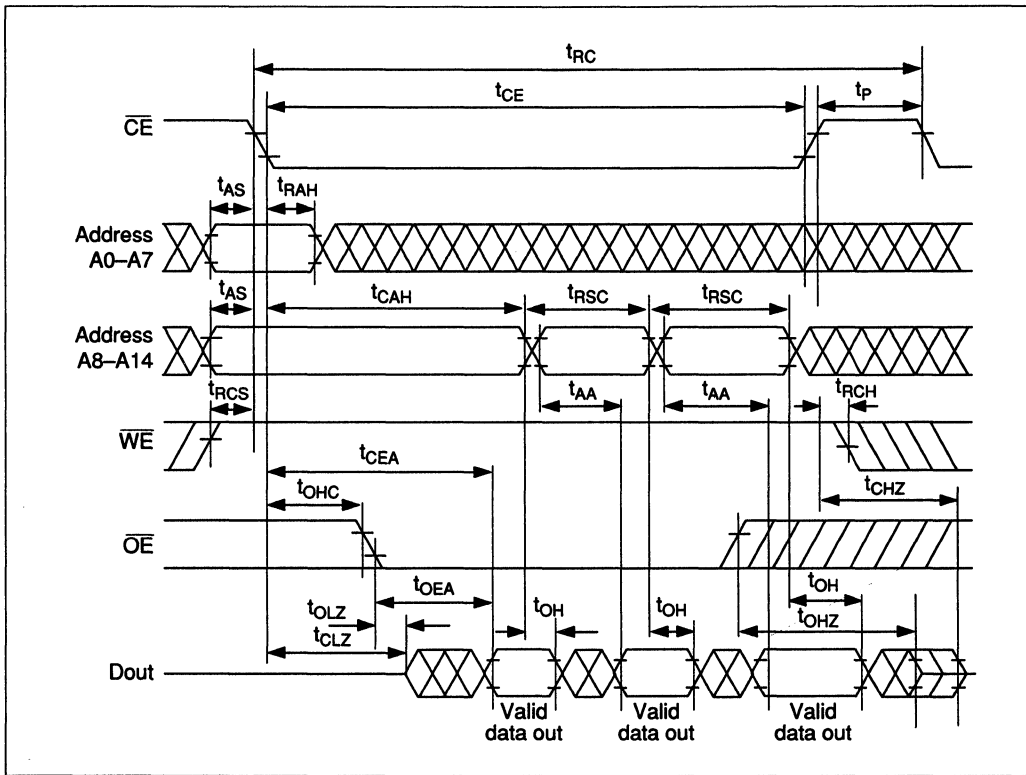 tRC
tCE
tP
CE
tAS
tRAH
Address
A0–A7
tAS
tCAH
tRSC
tRSC
Address
A8–A14
tRCS
tAA
tAA
tRCH
WE
tCEA
tCHZ
tOHC
OE
tOEA
tOH
tOLZ
tOH
tOH
tOHZ
tCLZ
Dout
Valid
data out
Valid
data out
Valid
data out